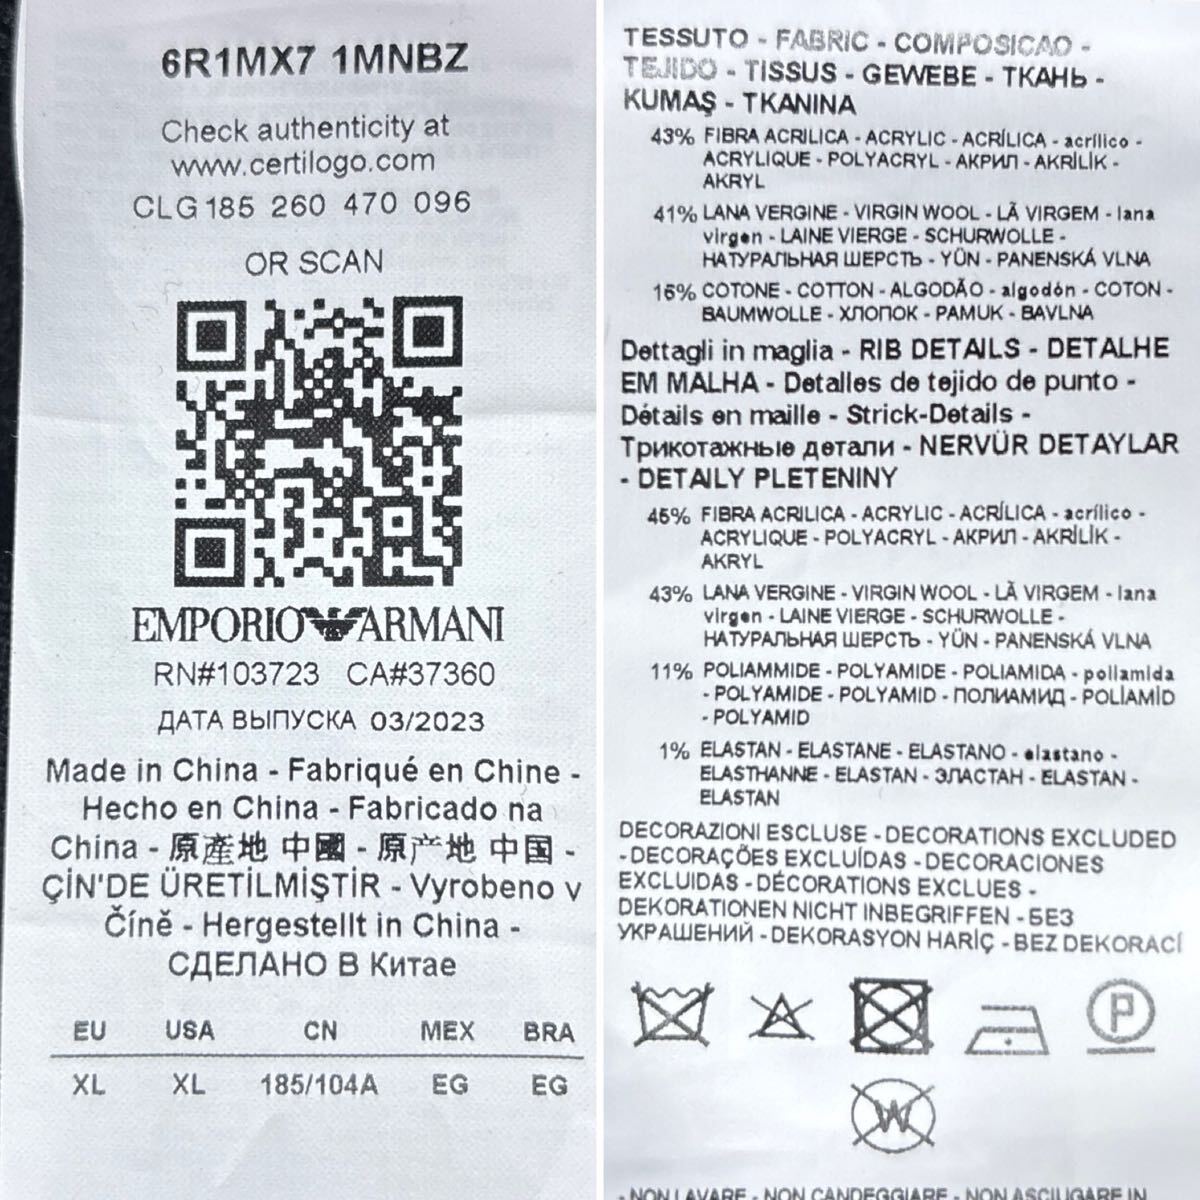 6R1MX7 1MNBZ
Check authenticity at
www.certilogo.com
CLG 185 260 470 096
OR SCAN
EMPORIO ARMANI
RN#103723 CA#37360
ДАТА ВЫПУСКА 03/2023
Made in China - Fabriqué en Chine -
Hecho en China - Fabricado na
China - 原產地 中國 - 原产地 中国 -
ÇİN'DE ÜRETİLMİŞTİR - Vyrobeno v
Číně - Hergestellt in China -
СДЕЛАНО В Китае
EU USA CN MEX BRA
XL XL 185/104A EG EG
TESSUTO - FABRIC - COMPOSICAO -
TEJIDO - TISSUS - GEWEBE - ТКАНЬ -
KUMAŞ - TKANINA
43% FIBRA ACRILICA - ACRYLIC - ACRÍLICA - acrílico -
ACRYLIQUE - POLYACRYL - АКРИЛ - AKRİLİK -
AKRYL
41% LANA VERGINE - VIRGIN WOOL - LÃ VIRGEM - lana
virgen - LAINE VIERGE - SCHURWOLLE -
НАТУРАЛЬНАЯ ШЕРСТЬ - YÜN - PANENSKÁ VLNA
16% COTONE - COTTON - ALGODÃO - algodón - COTON -
BAUMWOLLE - ХЛОПОК - PAMUK - BAVLNA
Dettagli in maglia - RIB DETAILS - DETALHE
EM MALHA - Detalles de tejido de punto -
Détails en maille - Strick-Details -
Трикотажные детали - NERVÜR DETAYLAR
- DETAILY PLETENINY
45% FIBRA ACRILICA - ACRYLIC - ACRÍLICA - acrílico -
ACRYLIQUE - POLYACRYL - АКРИЛ - AKRİLİK -
AKRYL
43% LANA VERGINE - VIRGIN WOOL - LÃ VIRGEM - lana
virgen - LAINE VIERGE - SCHURWOLLE -
НАТУРАЛЬНАЯ ШЕРСТЬ - YÜN - PANENSKÁ VLNA
11% POLIAMMIDE - POLYAMIDE - POLIAMIDA - poliamida
- POLYAMIDE - POLYAMID - ПОЛИАМИД - POLİAMİD
- POLYAMID
1% ELASTAN - ELASTANE - ELASTANO - elastano -
ELASTHANNE - ELASTAN - ЭЛАСТАН - ELASTAN -
ELASTAN
DECORAZIONI ESCLUSE - DECORATIONS EXCLUDED
- DECORAÇÕES EXCLUÍDAS - DECORACIONES
EXCLUIDAS - DÉCORATIONS EXCLUES -
DEKORATIONEN NICHT INBEGRIFFEN - БЕЗ
УКРАШЕНИЙ - DEKORASYON HARİÇ - BEZ DEKORACÍ
P
W
- NON LAVARE - NON CANDEGGIARE - NON ASCIUGARE IN